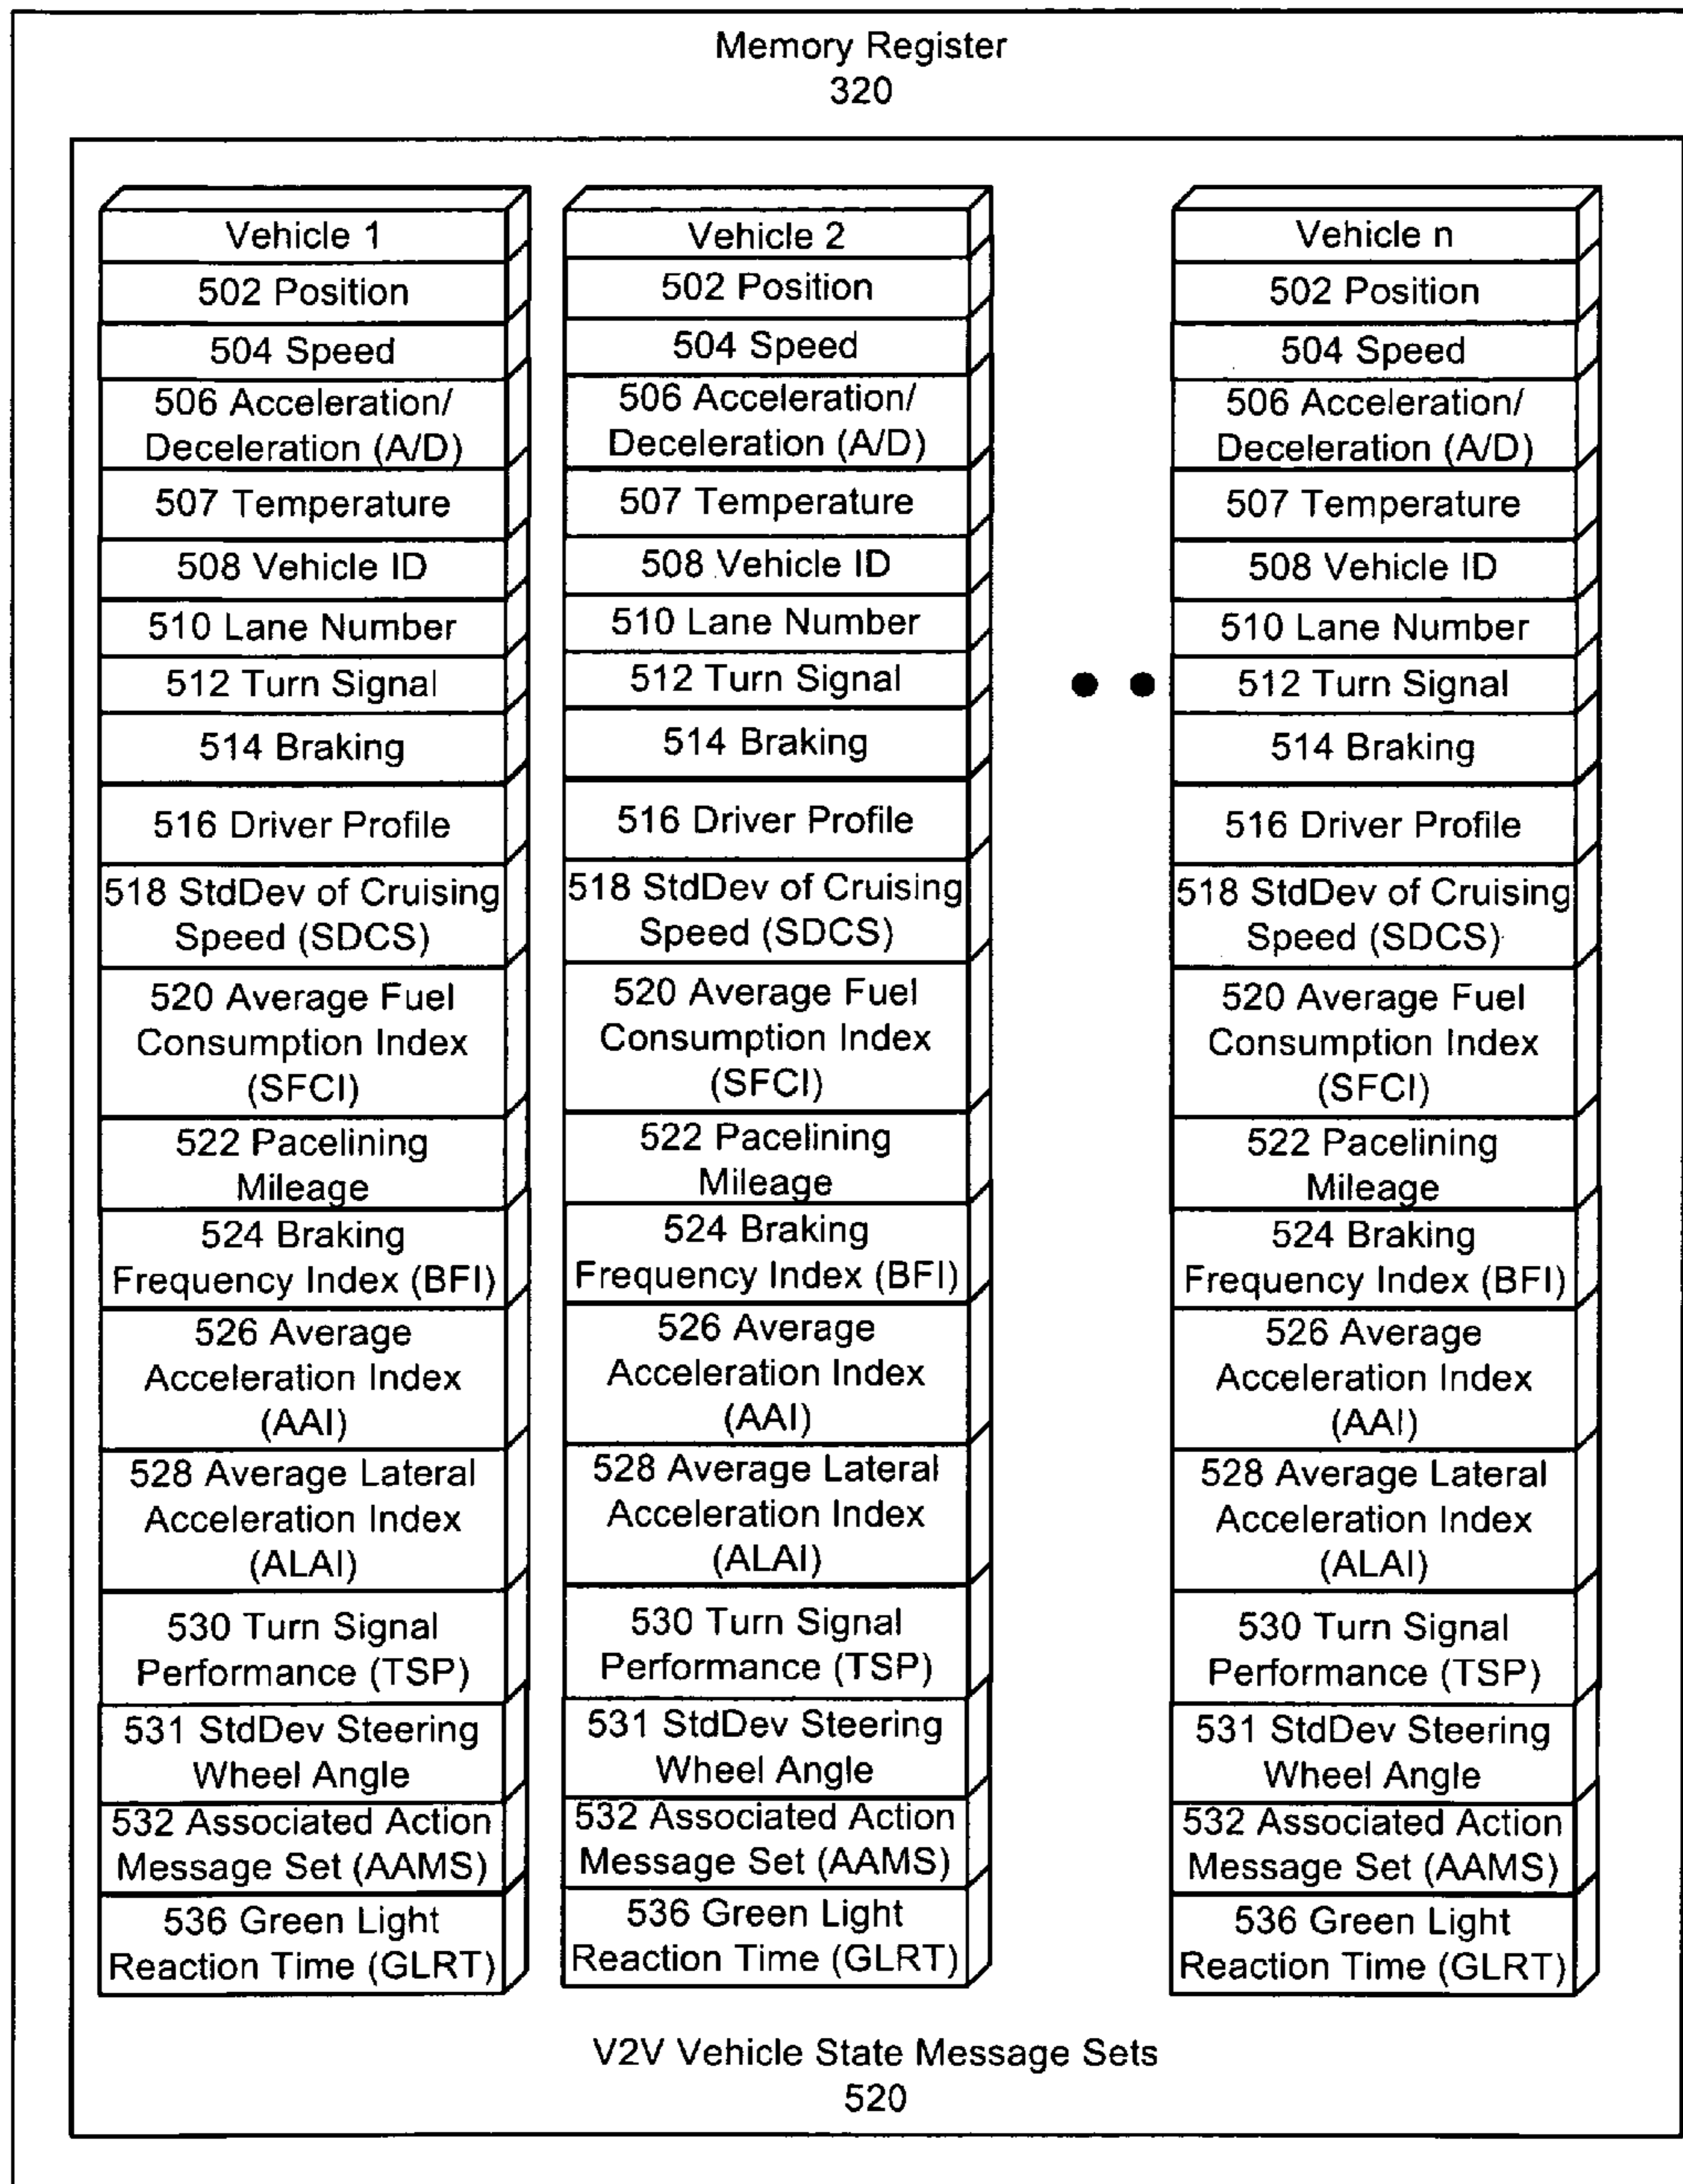 Memory Register
320
Vehicle 1
502 Position
504 Speed
506 Acceleration/
Deceleration (A/D)
507 Temperature
508 Vehicle ID
510 Lane Number
512 Turn Signal
514 Braking
516 Driver Profile
518 StdDev of Cruising
Speed (SDCS)
520 Average Fuel
Consumption Index
(SFCI)
522 Pacelining
Mileage
524 Braking
Frequency Index (BFI)
526 Average
Acceleration Index
(AAI)
528 Average Lateral
Acceleration Index
(ALAI)
530 Turn Signal
Performance (TSP)
531 StdDev Steering
Wheel Angle
532 Associated Action
Message Set (AAMS)
536 Green Light
Reaction Time (GLRT)
Vehicle 2
502 Position
504 Speed
506 Acceleration/
Deceleration (A/D)
507 Temperature
508 Vehicle ID
510 Lane Number
512 Turn Signal
514 Braking
516 Driver Profile
518 StdDev of Cruising
Speed (SDCS)
520 Average Fuel
Consumption Index
(SFCI)
522 Pacelining
Mileage
524 Braking
Frequency Index (BFI)
526 Average
Acceleration Index
(AAI)
528 Average Lateral
Acceleration Index
(ALAI)
530 Turn Signal
Performance (TSP)
531 StdDev Steering
Wheel Angle
532 Associated Action
Message Set (AAMS)
536 Green Light
Reaction Time (GLRT)
Vehicle n
502 Position
504 Speed
506 Acceleration/
Deceleration (A/D)
507 Temperature
508 Vehicle ID
510 Lane Number
512 Turn Signal
514 Braking
516 Driver Profile
518 StdDev of Cruising
Speed (SDCS)
520 Average Fuel
Consumption Index
(SFCI)
522 Pacelining
Mileage
524 Braking
Frequency Index (BFI)
526 Average
Acceleration Index
(AAI)
528 Average Lateral
Acceleration Index
(ALAI)
530 Turn Signal
Performance (TSP)
531 StdDev Steering
Wheel Angle
532 Associated Action
Message Set (AAMS)
536 Green Light
Reaction Time (GLRT)
V2V Vehicle State Message Sets
520